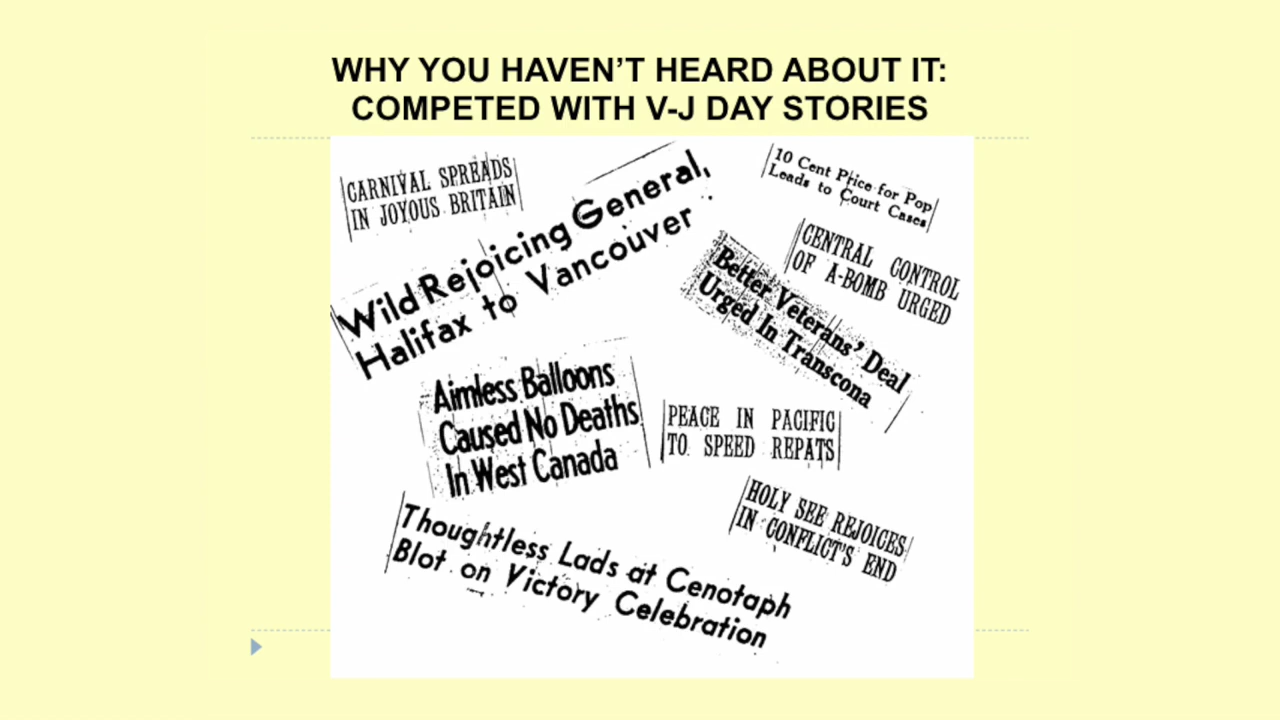 WHY YOU HAVEN’T HEARD ABOUT IT:
COMPETED WITH V-J DAY STORIES
CARNIVAL SPREADS
IN JOYOUS BRITAIN
Wild Rejoicing General,
Halifax to Vancouver
10 Cent Price for Pop
Leads to Court Cases
CENTRAL CONTROL
OF A-BOMB URGED
Better Veterans’ Deal
Urged In Transcona
Aimless Balloons
Caused No Deaths
In West Canada
PEACE IN PACIFIC
TO SPEED REPATS
HOLY SEE REJOICES
IN CONFLICT'S END
Thoughtless Lads at Cenotaph
Blot on Victory Celebration